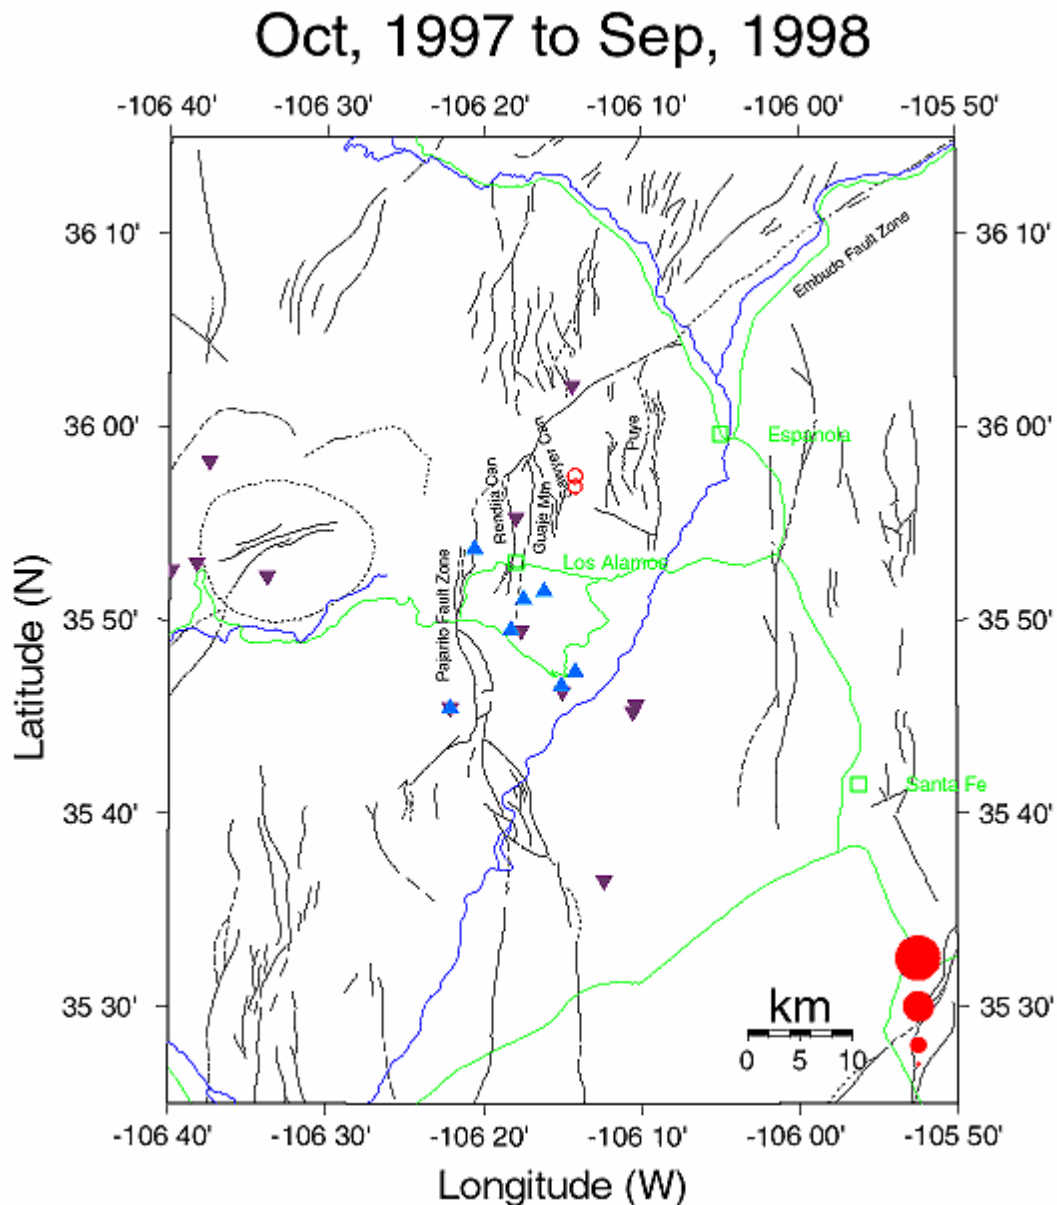 Oct, 1997 to Sep, 1998
-106 40' -106 30' -106 20' -106 10' -106 00' -105 50'
36 10' 36 10'
Embudo Fault Zone
36 00' 36 00'
Espanola
Puye
Sawyer Can
Rendija Can
Guaje Mtn
Los Alamos
Pajarito Fault Zone
35 50' 35 50'
Latitude (N)
Santa Fe
35 40' 35 40'
35 30' 35 30'
km
0 5 10
-106 40' -106 30' -106 20' -106 10' -106 00' -105 50'
Longitude (W)